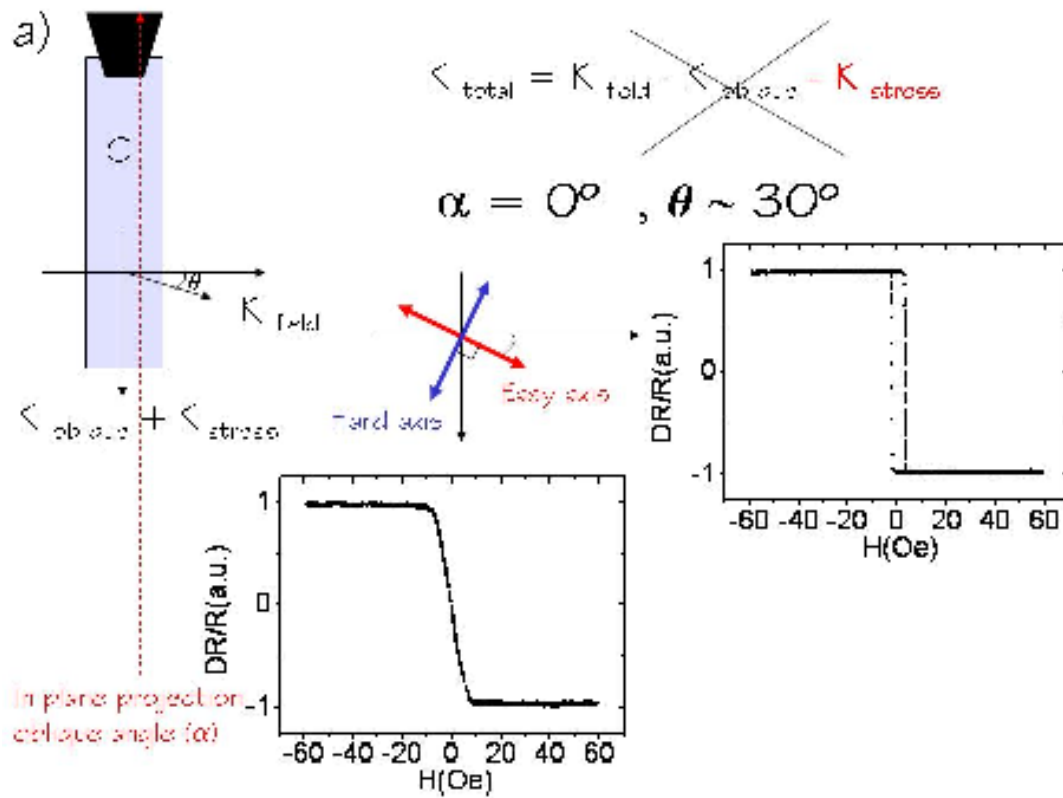 a)
K total = K field - K oblique - K stress
α = 0º , θ ~ 30º
C
θ
K field
K oblique + K stress
Easy axis
Hard axis
In plane projection
oblique angle (α)
DR/R(a.u.)
1
0
-1
-60 -40 -20 0 20 40 60
H(Oe)
DR/R(a.u.)
1
0
-1
-60 -40 -20 0 20 40 60
H(Oe)